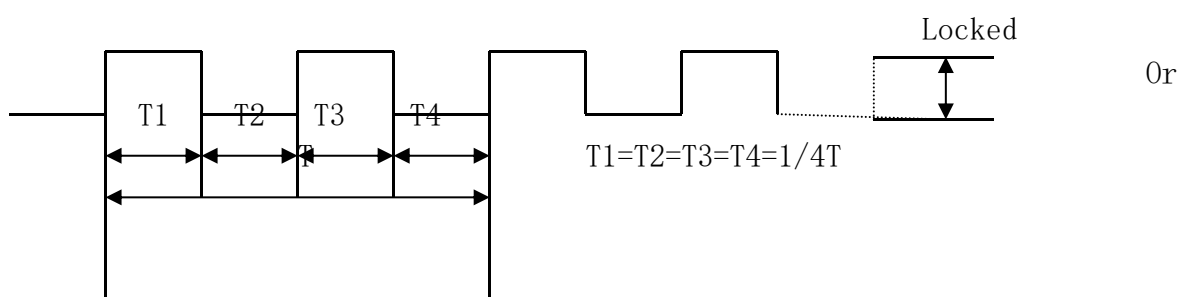 Locked
Or
T1 T2 T3 T4
T
T1=T2=T3=T4=1/4T